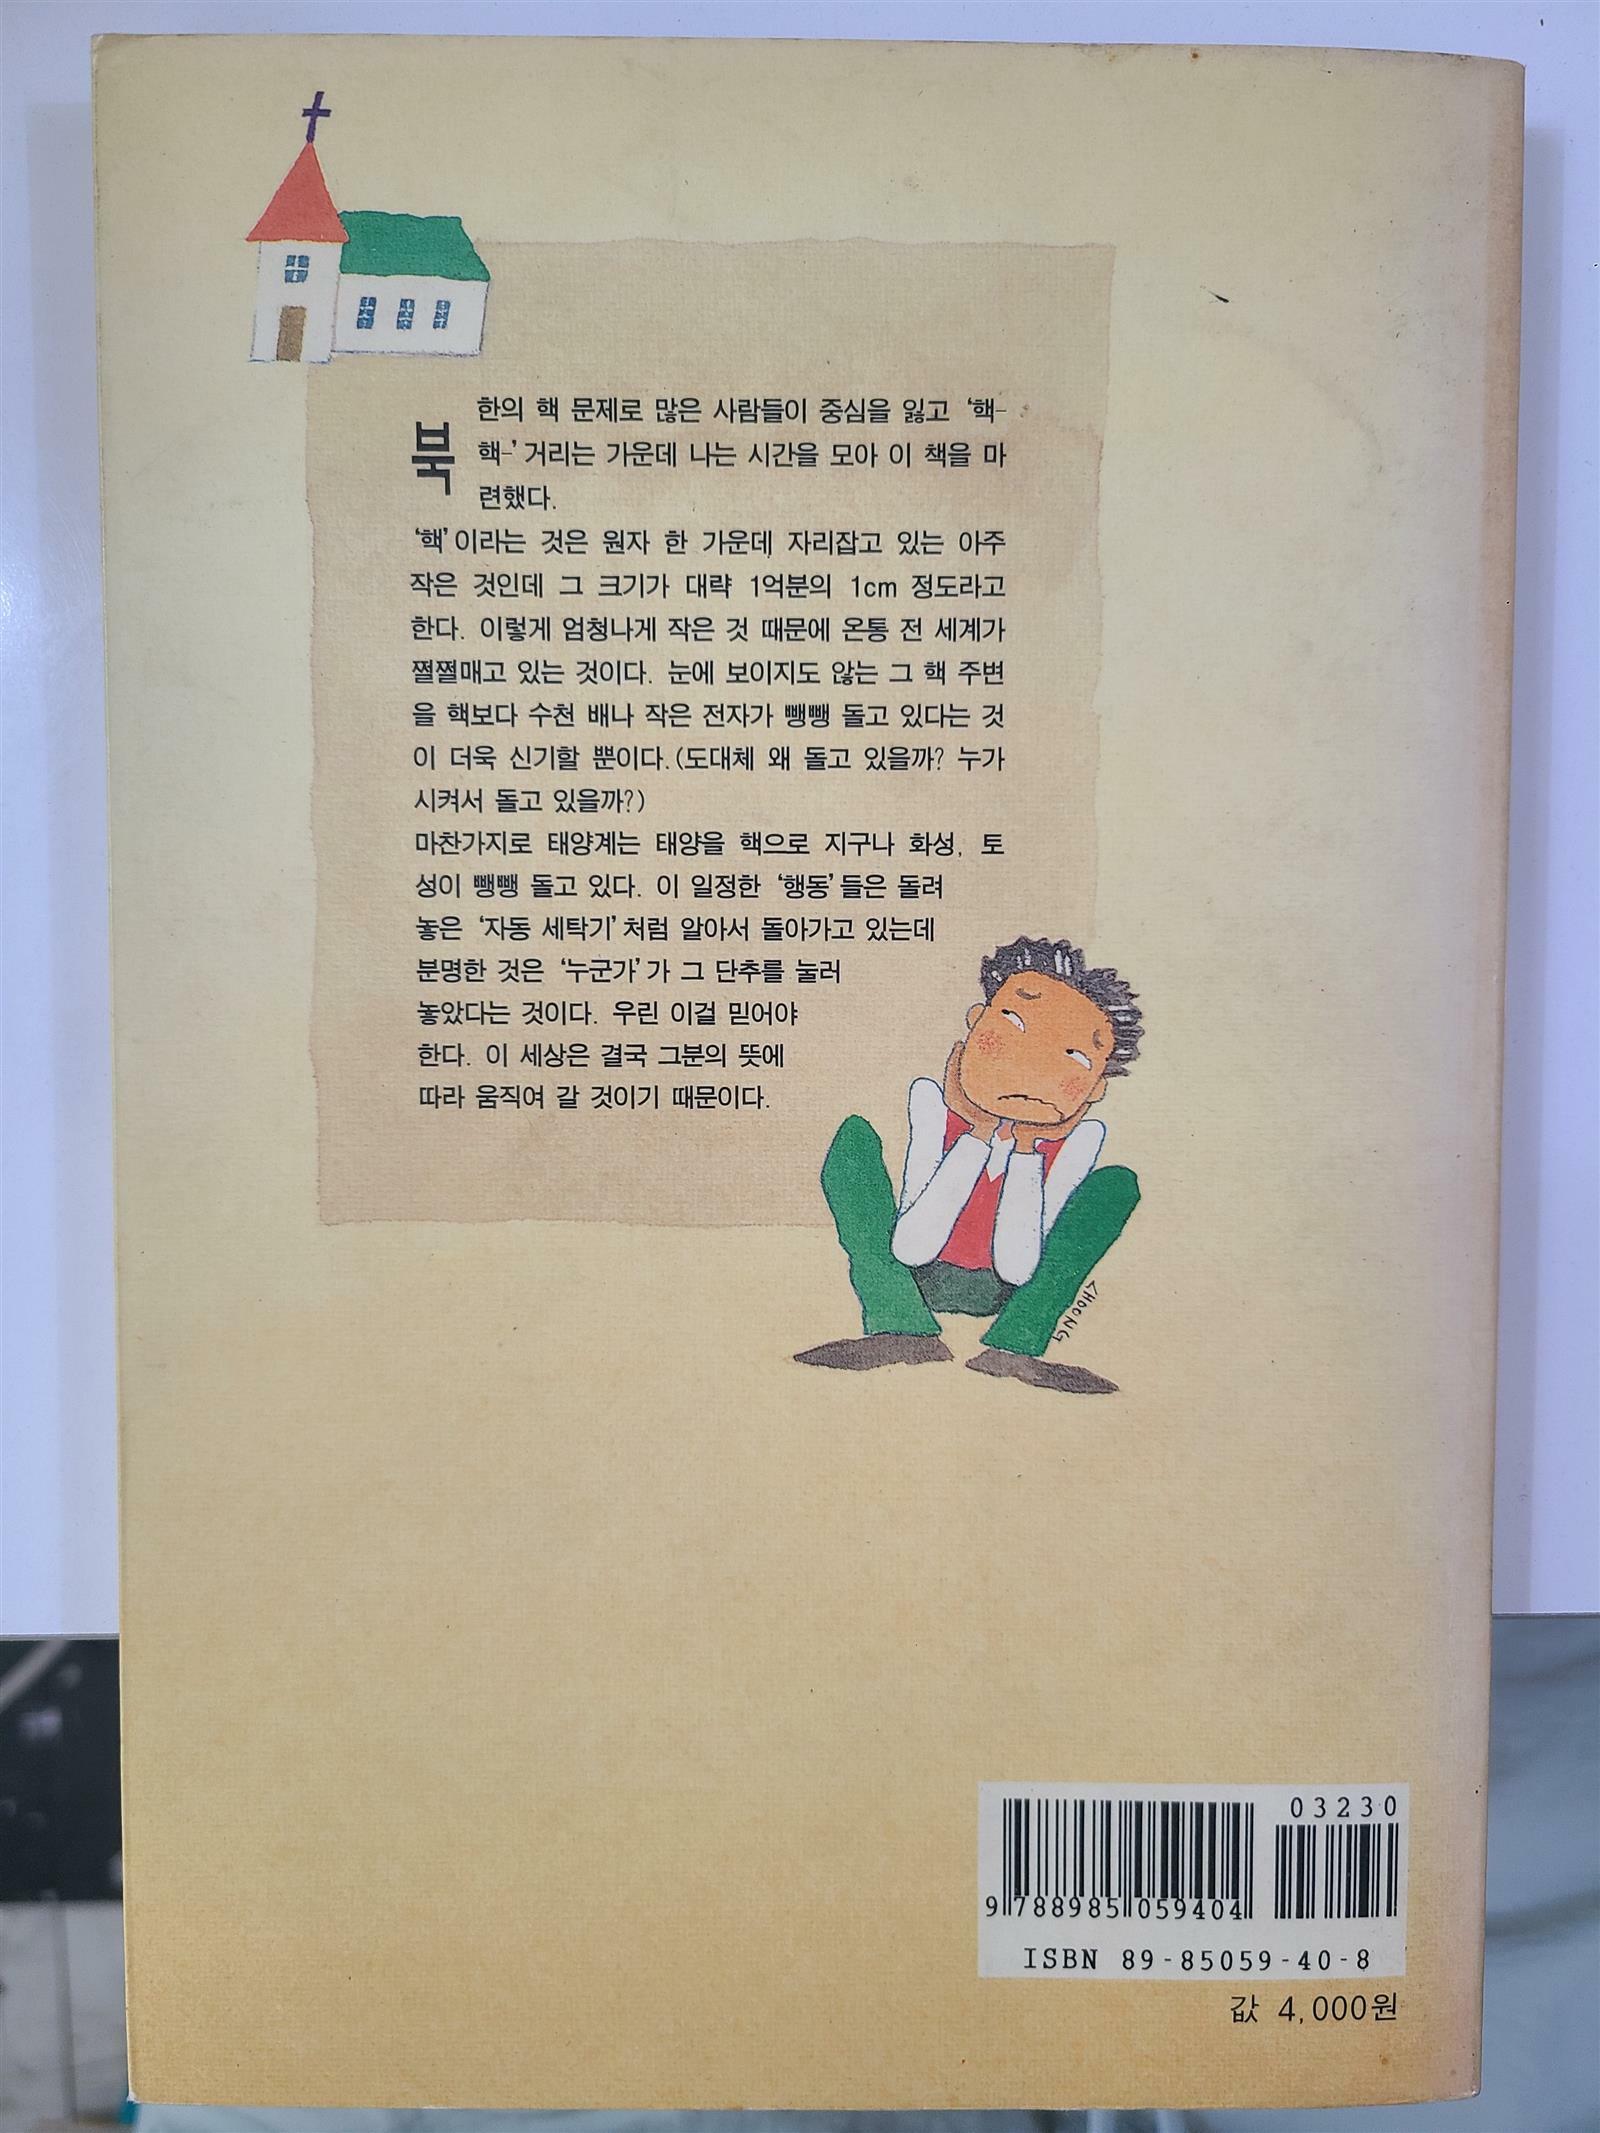 북한의 핵 문제로 많은 사람들이 중심을 잃고 ‘핵–
핵–’ 거리는 가운데 나는 시간을 모아 이 책을 마
련했다.
‘핵’이라는 것은 원자 한 가운데 자리잡고 있는 아주
작은 것인데 그 크기가 대략 1억분의 1cm 정도라고
한다. 이렇게 엄청나게 작은 것 때문에 온통 전 세계가
쩔쩔매고 있는 것이다. 눈에 보이지도 않는 그 핵 주변
을 핵보다 수천 배나 작은 전자가 뺑뺑 돌고 있다는 것
이 더욱 신기할 뿐이다.(도대체 왜 돌고 있을까? 누가
시켜서 돌고 있을까?)
마찬가지로 태양계는 태양을 핵으로 지구나 화성, 토
성이 뺑뺑 돌고 있다. 이 일정한 ‘행동’들은 돌려
놓은 ‘자동 세탁기’처럼 알아서 돌아가고 있는데
분명한 것은 ‘누군가’가 그 단추를 눌러
놓았다는 것이다. 우린 이걸 믿어야
한다. 이 세상은 결국 그분의 뜻에
따라 움직여 갈 것이기 때문이다.
03230
9 788985 059404
ISBN 89-85059-40-8
값 4,000원